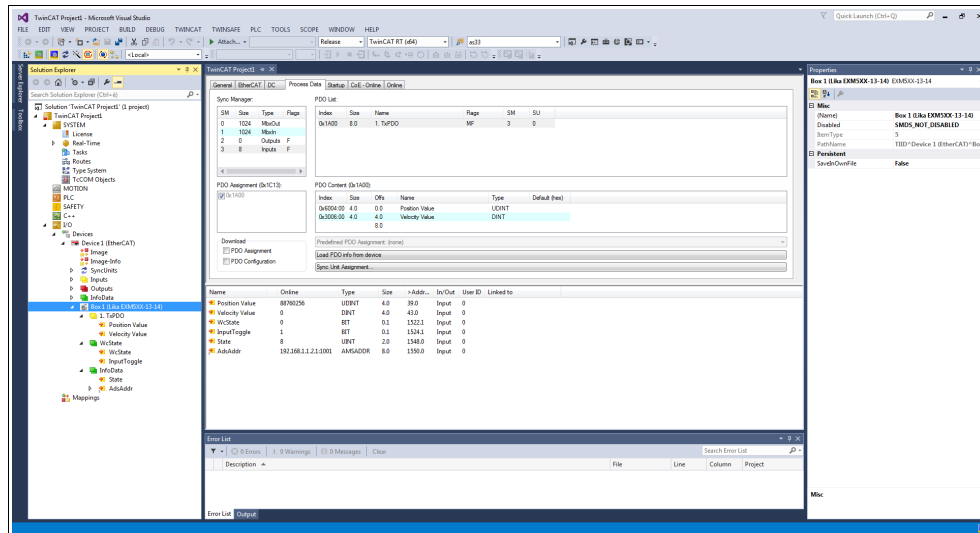 TwinCAT Project1 - Microsoft Visual Studio
Quick Launch (Ctrl+Q)
FILE EDIT VIEW PROJECT BUILD DEBUG TWINCAT TWINSAFE PLC TOOLS SCOPE WINDOW HELP
Attach... Release TwinCAT RT (x64) as33
<Local>
Server Explorer
Toolbox
Solution Explorer
Search Solution Explorer (Ctrl+è)
Solution 'TwinCAT Project1' (1 project)
TwinCAT Project1
SYSTEM
License
Real-Time
Tasks
Routes
Type System
TcCOM Objects
MOTION
PLC
SAFETY
C++
I/O
Devices
Device 1 (EtherCAT)
Image
Image-Info
SyncUnits
Inputs
Outputs
InfoData
Box 1 (Lika EXM5XX-13-14)
1. TxPDO
Position Value
Velocity Value
WcState
WcState
InputToggle
InfoData
State
AdsAddr
Mappings
TwinCAT Project1
General EtherCAT DC Process Data Startup CoE - Online Online
Sync Manager:
SM Size Type Flags
0 1024 MbxOut
1 1024 MbxIn
2 0 Outputs F
3 8 Inputs F
PDO List:
Index Size Name Flags SM SU
0x1A00 8.0 1. TxPDO MF 3 0
PDO Assignment (0x1C13):
0x1A00
PDO Content (0x1A00):
Index Size Offs Name Type Default (hex)
0x6004:00 4.0 0.0 Position Value UDINT
0x3006:00 4.0 4.0 Velocity Value DINT
8.0
Download
PDO Assignment
PDO Configuration
Predefined PDO Assignment: (none)
Load PDO info from device
Sync Unit Assignment...
Name Online Type Size >Addr... In/Out User ID Linked to
Position Value 88760256 UDINT 4.0 39.0 Input 0
Velocity Value 0 DINT 4.0 43.0 Input 0
WcState 0 BIT 0.1 1522.1 Input 0
InputToggle 1 BIT 0.1 1524.1 Input 0
State 8 UINT 2.0 1548.0 Input 0
AdsAddr 192.168.1.1.2.1:1001 AMSADDR 8.0 1550.0 Input 0
Error List
0 Errors 0 Warnings 0 Messages Clear
Search Error List
Description File Line Column Project
Error List Output
Properties
Box 1 (Lika EXM5XX-13-14) EXM5XX-13-14
Misc
(Name) Box 1 (Lika EXM5XX-13-14)
Disabled SMDS_NOT_DISABLED
ItemType 5
PathName TIID^Device 1 (EtherCAT)^Bo
Persistent
SaveInOwnFile False
Misc